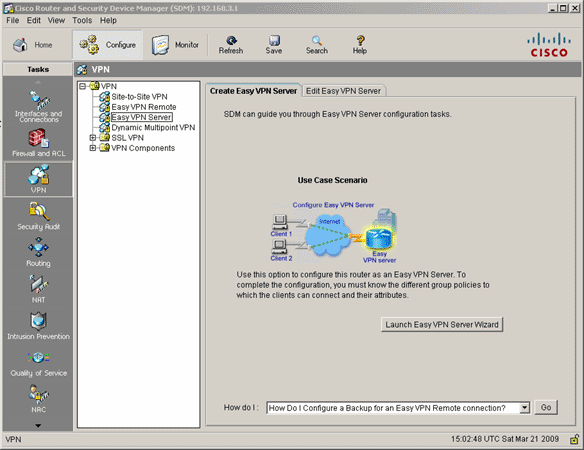 Cisco Router and Security Device Manager (SDM): 192.168.3.1
File Edit View Tools Help
Home Configure Monitor Refresh Save Search Help
CISCO
Tasks
VPN
Interfaces and
Connections
Firewall and ACL
VPN
Security Audit
Routing
NAT
Intrusion Prevention
Quality of Service
NAC
VPN
Site-to-Site VPN
Easy VPN Remote
Easy VPN Server
Dynamic Multipoint VPN
SSL VPN
VPN Components
Create Easy VPN Server Edit Easy VPN Server
SDM can guide you through Easy VPN Server configuration tasks.
Use Case Scenario
Configure Easy VPN Server
Internet
Client 1
Client 2
Easy
VPN server
Use this option to configure this router as an Easy VPN Server. To
complete the configuration, you must know the different group policies to
which the clients can connect and their attributes.
Launch Easy VPN Server Wizard
How do I : How Do I Configure a Backup for an Easy VPN Remote connection? Go
VPN 15:02:48 UTC Sat Mar 21 2009